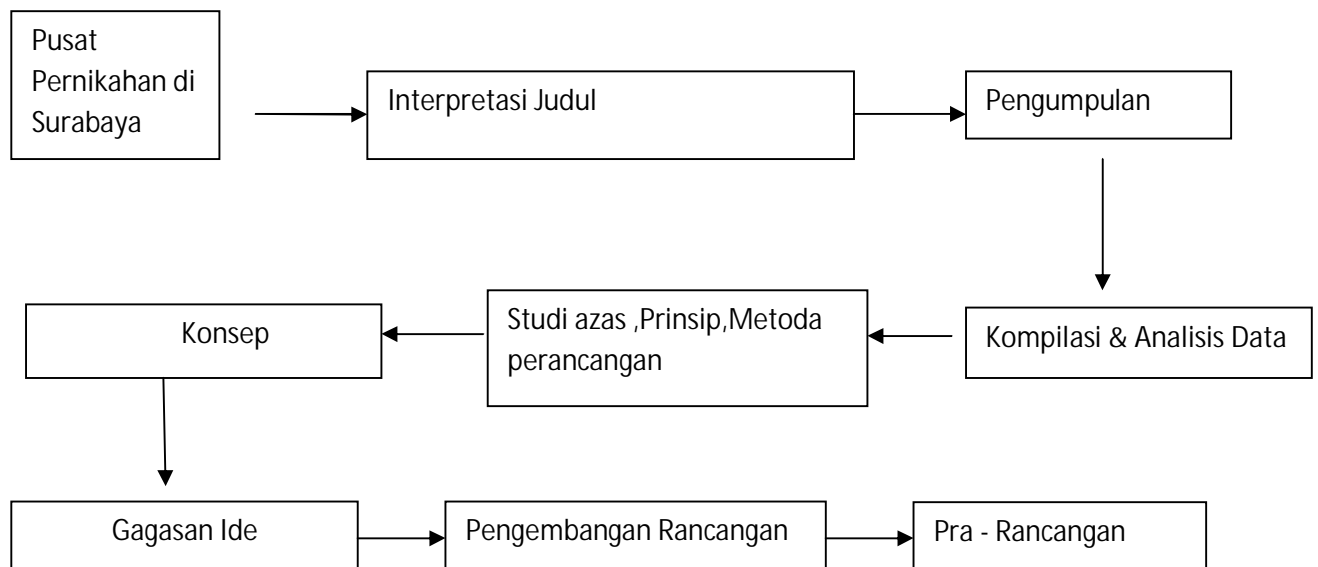 Pusat
Pernikahan di
Surabaya
Interpretasi Judul
Pengumpulan
Kompilasi & Analisis Data
Studi azas ,Prinsip,Metoda
perancangan
Konsep
Gagasan Ide
Pengembangan Rancangan
Pra - Rancangan